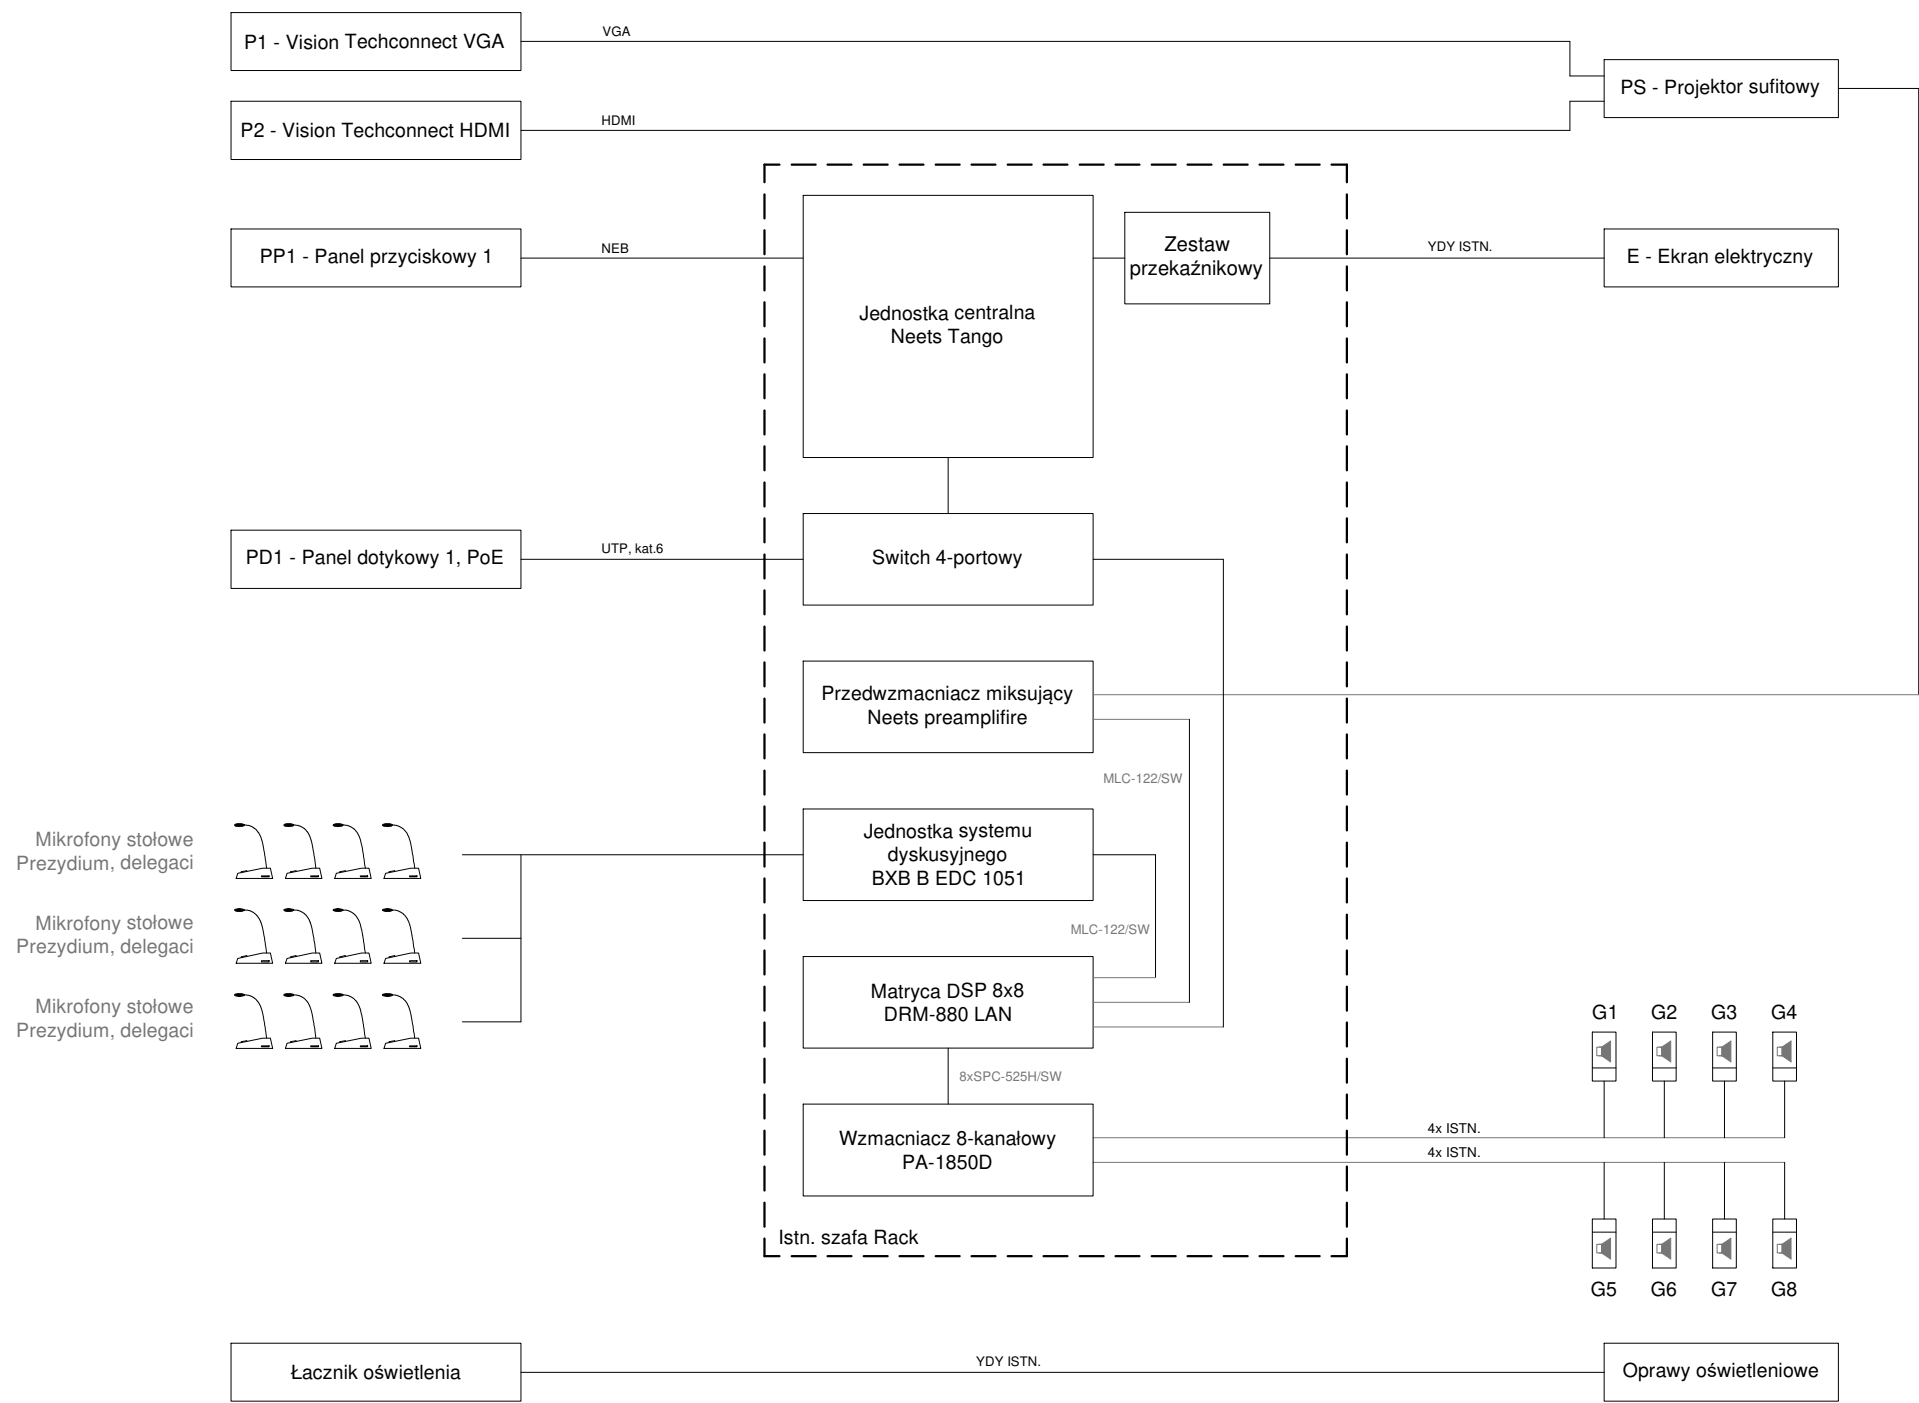 P1 - Vision Techconnect VGA
VGA
PS - Projektor sufitowy
P2 - Vision Techconnect HDMI
HDMI
PP1 - Panel przyciskowy 1
NEB
Jednostka centralna
Neets Tango
Zestaw
przekaźnikowy
YDY ISTN.
E - Ekran elektryczny
PD1 - Panel dotykowy 1, PoE
UTP, kat.6
Switch 4-portowy
Przedwzmacniacz miksujący
Neets preamplifire
MLC-122/SW
Mikrofony stołowe
Prezydium, delegaci
Jednostka systemu
dyskusyjnego
BXB B EDC 1051
Mikrofony stołowe
Prezydium, delegaci
MLC-122/SW
Mikrofony stołowe
Prezydium, delegaci
Matryca DSP 8x8
DRM-880 LAN
G1 G2 G3 G4
8xSPC-525H/SW
Wzmacniacz 8-kanałowy
PA-1850D
4x ISTN.
4x ISTN.
Istn. szafa Rack
G5 G6 G7 G8
Łacznik oświetlenia
YDY ISTN.
Oprawy oświetleniowe